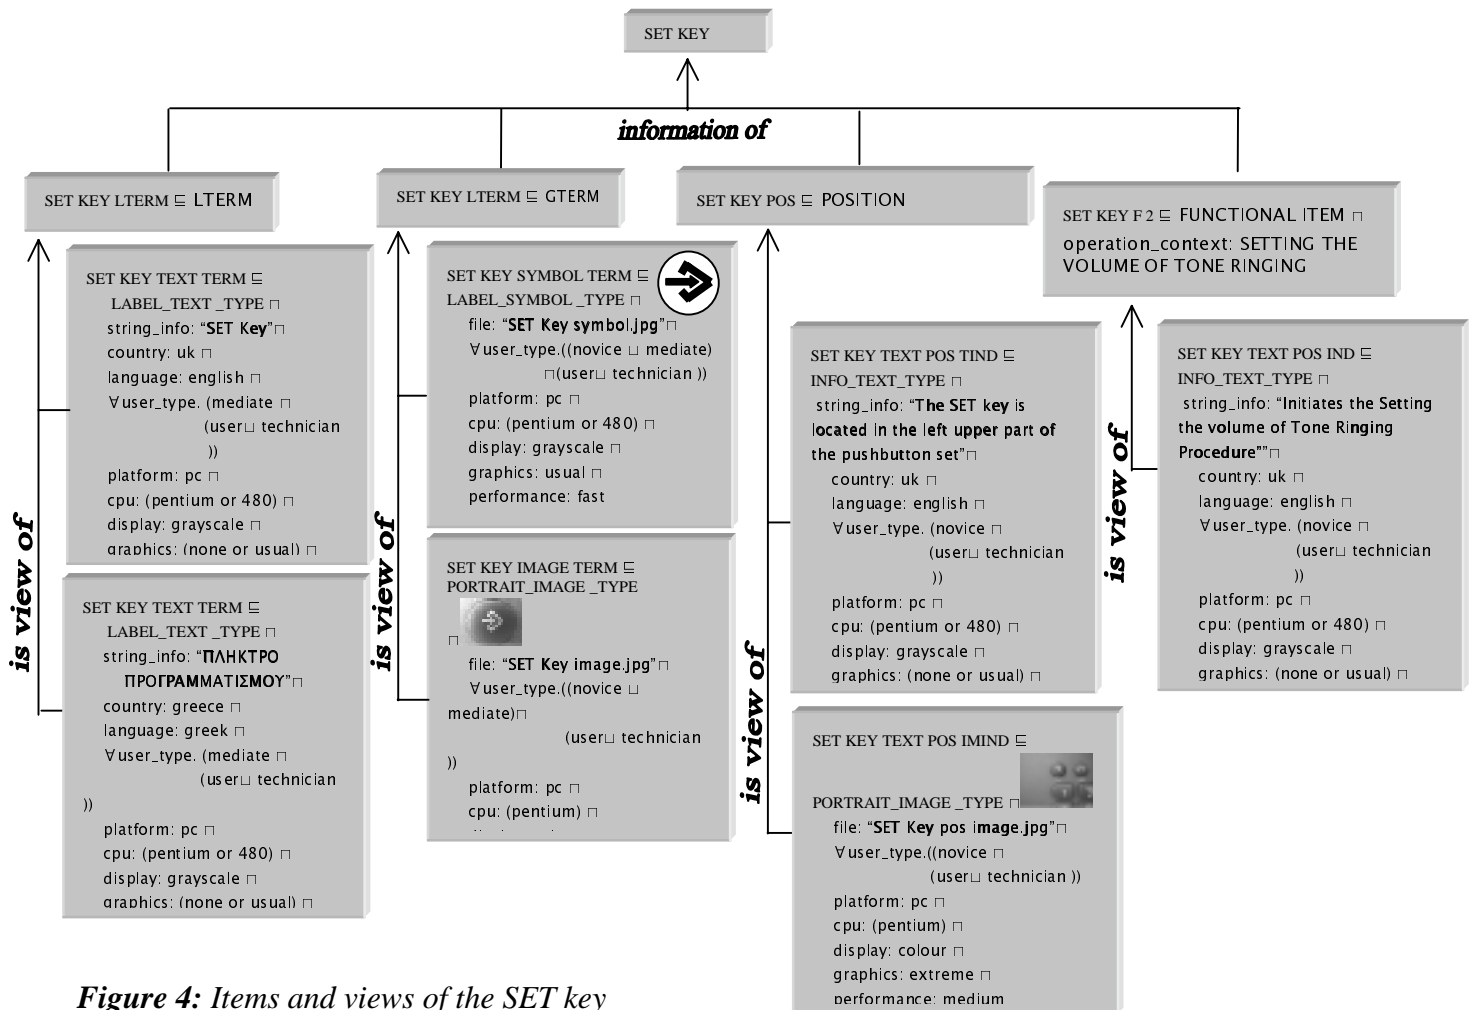 SET KEY
information of
SET KEY LTERM ⊑ LTERM
SET KEY LTERM ⊑ GTERM
SET KEY POS ⊑ POSITION
SET KEY F 2 ⊑ FUNCTIONAL ITEM ⊓
operation_context: SETTING THE
VOLUME OF TONE RINGING
is view of
SET KEY TEXT TERM ⊑
LABEL_TEXT _TYPE ⊓
string_info: “SET Key”⊓
country: uk ⊓
language: english ⊓
∀user_type. (mediate ⊓
(user⊔ technician
))
platform: pc ⊓
cpu: (pentium or 480) ⊓
display: grayscale ⊓
graphics: (none or usual) ⊓
SET KEY TEXT TERM ⊑
LABEL_TEXT _TYPE ⊓
string_info: “ΠΛΗΚΤΡΟ
ΠΡΟΓΡΑΜΜΑΤΙΣΜΟΥ”⊓
country: greece ⊓
language: greek ⊓
∀user_type. (mediate ⊓
(user⊔ technician
))
platform: pc ⊓
cpu: (pentium or 480) ⊓
display: grayscale ⊓
graphics: (none or usual) ⊓
is view of
SET KEY SYMBOL TERM ⊑
LABEL_SYMBOL _TYPE ⊓
file: “SET Key symbol.jpg”⊓
∀user_type.((novice ⊔ mediate)
⊓(user⊔ technician ))
platform: pc ⊓
cpu: (pentium or 480) ⊓
display: grayscale ⊓
graphics: usual ⊓
performance: fast
SET KEY IMAGE TERM ⊑
PORTRAIT_IMAGE _TYPE
⊓
file: “SET Key image.jpg”⊓
∀user_type.((novice ⊔
mediate)⊓
(user⊔ technician
))
platform: pc ⊓
cpu: (pentium) ⊓
is view of
SET KEY TEXT POS TIND ⊑
INFO_TEXT_TYPE ⊓
string_info: “The SET key is
located in the left upper part of
the pushbutton set”⊓
country: uk ⊓
language: english ⊓
∀user_type. (novice ⊓
(user⊔ technician
))
platform: pc ⊓
cpu: (pentium or 480) ⊓
display: grayscale ⊓
graphics: (none or usual) ⊓
SET KEY TEXT POS IMIND ⊑
PORTRAIT_IMAGE _TYPE ⊓
file: “SET Key pos image.jpg”⊓
∀user_type.((novice ⊓
(user⊔ technician ))
platform: pc ⊓
cpu: (pentium) ⊓
display: colour ⊓
graphics: extreme ⊓
performance: medium
is view of
SET KEY TEXT POS IND ⊑
INFO_TEXT_TYPE ⊓
string_info: “Initiates the Setting
the volume of Tone Ringing
Procedure””⊓
country: uk ⊓
language: english ⊓
∀user_type. (novice ⊓
(user⊔ technician
))
platform: pc ⊓
cpu: (pentium or 480) ⊓
display: grayscale ⊓
graphics: (none or usual) ⊓
Figure 4: Items and views of the SET key